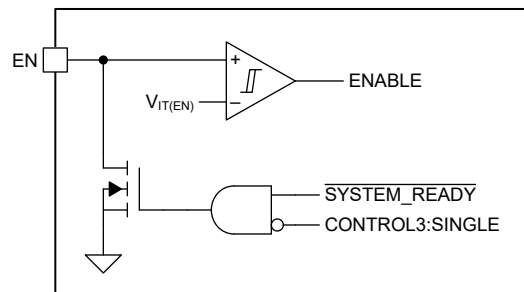 EN
+
ENABLE
V_IT(EN)
−
SYSTEM_READY
CONTROL3:SINGLE